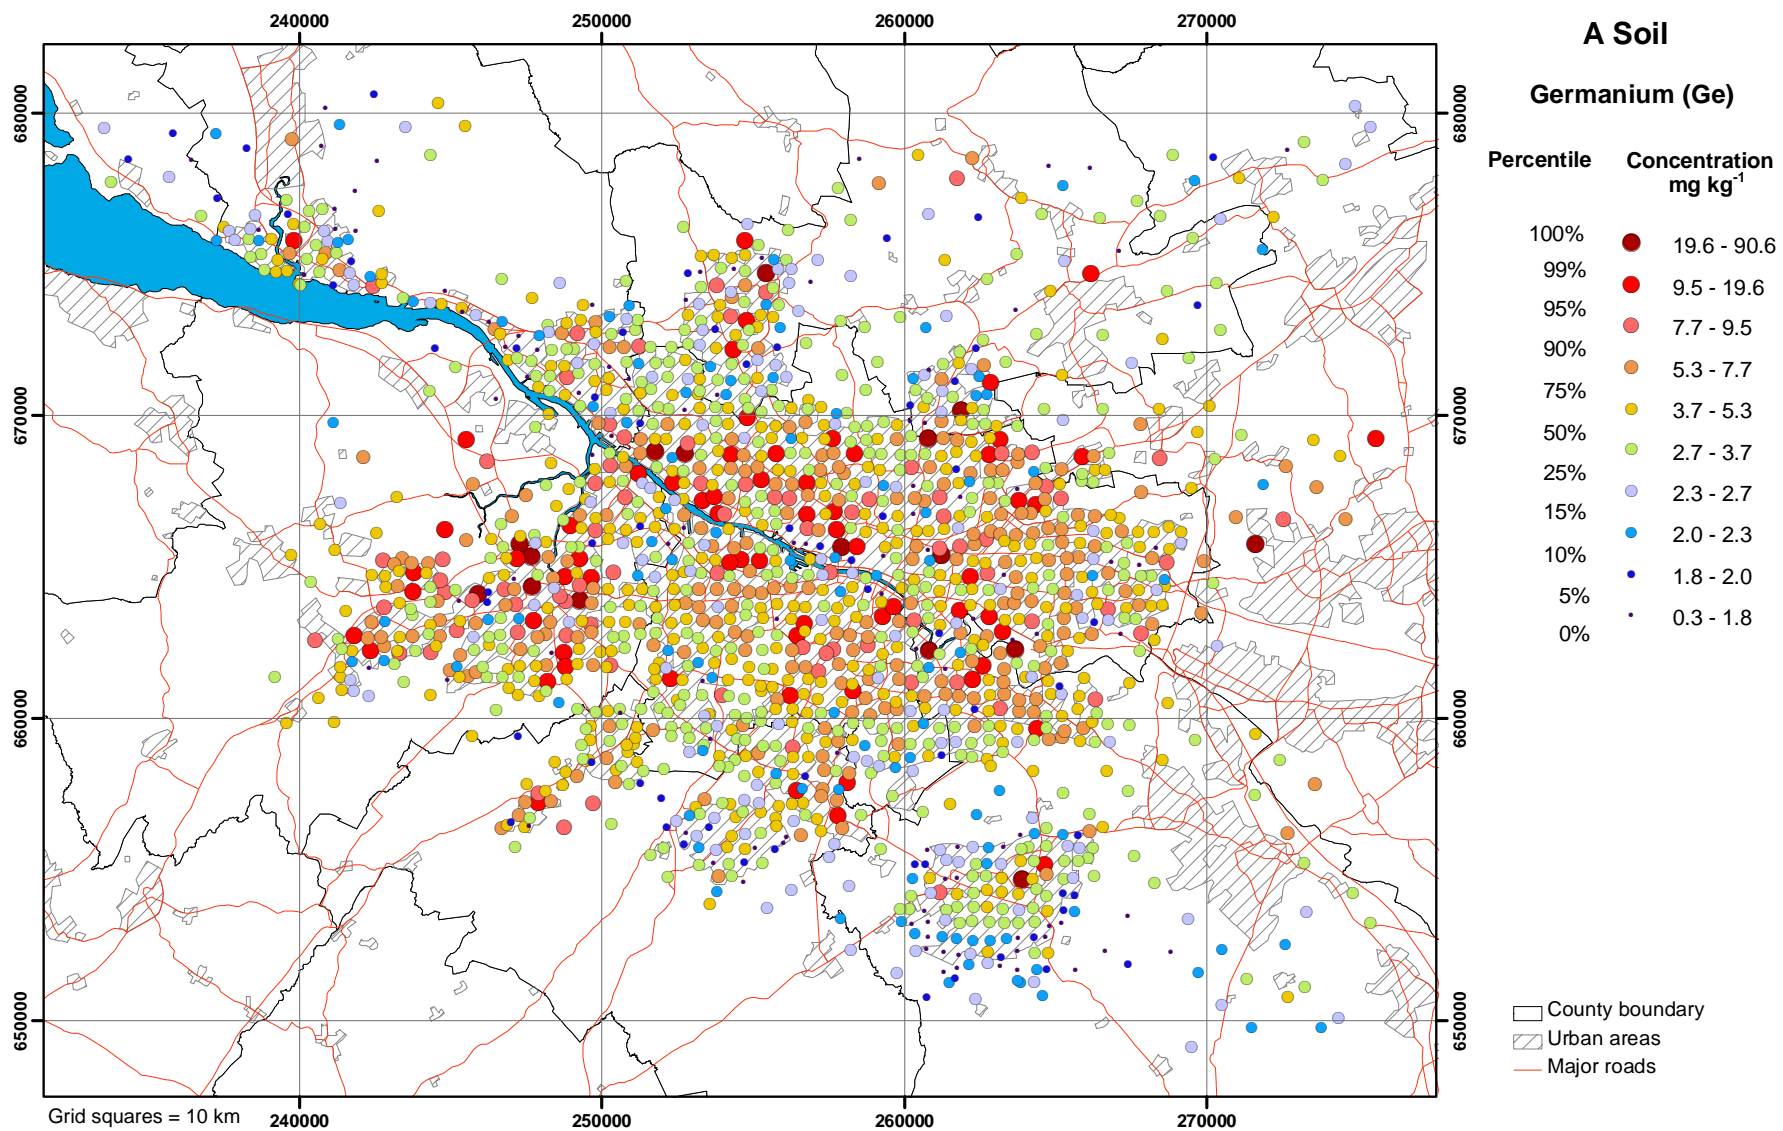 240000
250000
260000
270000
A Soil
Germanium (Ge)
680000
680000
Percentile
Concentration
mg kg-1
100%
19.6 - 90.6
99%
9.5 - 19.6
95%
7.7 - 9.5
90%
5.3 - 7.7
75%
3.7 - 5.3
670000
670000
50%
2.7 - 3.7
25%
2.3 - 2.7
15%
2.0 - 2.3
10%
1.8 - 2.0
5%
0.3 - 1.8
0%
660000
660000
650000
650000
County boundary
Urban areas
Major roads
Grid squares = 10 km
240000
250000
260000
270000